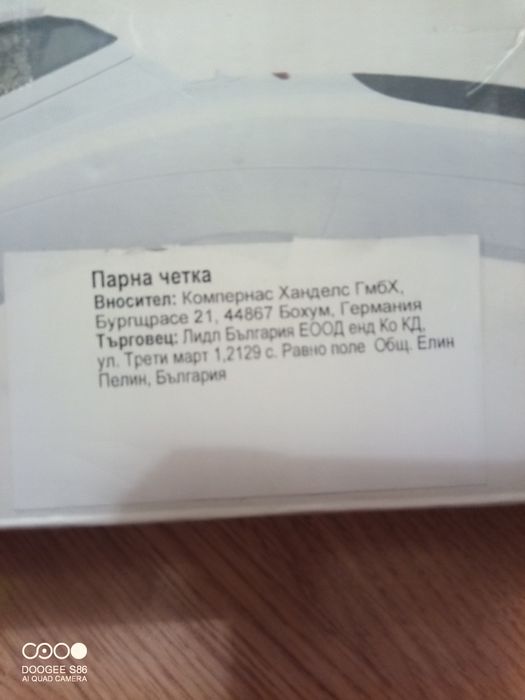 Парна четка
Вносител: Компернас Ханделс ГмбХ,
Бургщрасе 21, 44867 Бохум, Германия
Търговец: Лидл България ЕООД енд Ко КД,
ул. Трети март 1,2129 с. Равно поле Общ. Елин
Пелин, България
DOOGEE S86
AI QUAD CAMERA